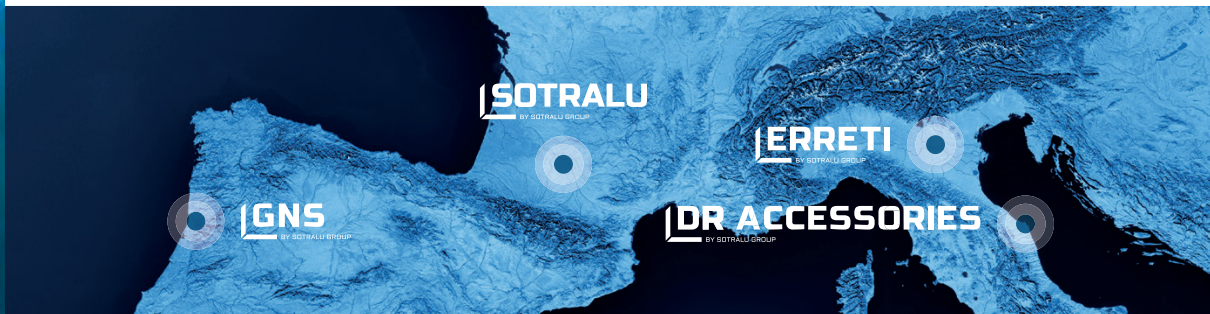 SOTRALU
BY SOTRALU GROUP
ERRETI
BY SOTRALU GROUP
GNS
BY SOTRALU GROUP
DR ACCESSORIES
BY SOTRALU GROUP